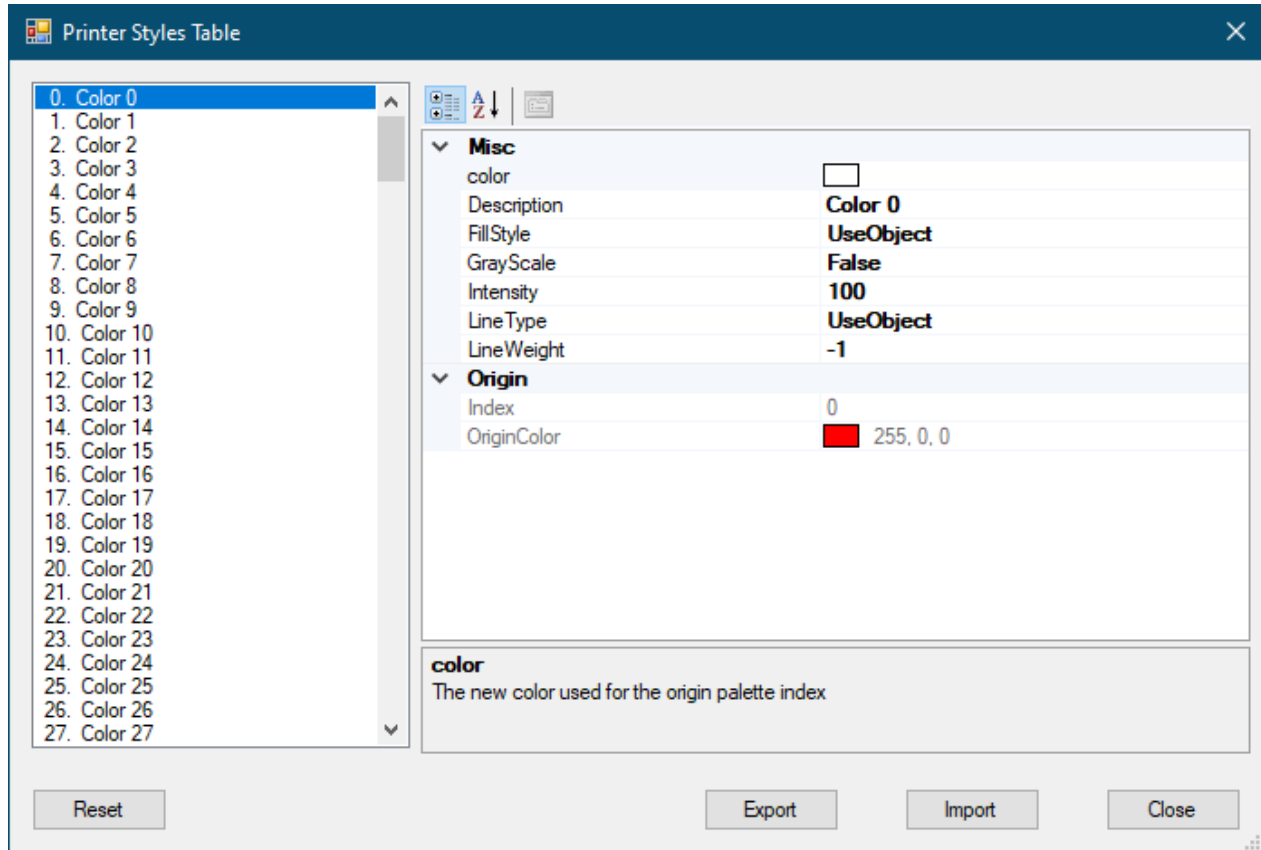 Printer Styles Table
0. Color 0
1. Color 1
2. Color 2
3. Color 3
4. Color 4
5. Color 5
6. Color 6
7. Color 7
8. Color 8
9. Color 9
10. Color 10
11. Color 11
12. Color 12
13. Color 13
14. Color 14
15. Color 15
16. Color 16
17. Color 17
18. Color 18
19. Color 19
20. Color 20
21. Color 21
22. Color 22
23. Color 23
24. Color 24
25. Color 25
26. Color 26
27. Color 27
Misc
color
Description Color 0
FillStyle UseObject
GrayScale False
Intensity 100
LineType UseObject
LineWeight -1
Origin
Index 0
OriginColor 255, 0, 0
color
The new color used for the origin palette index
Reset Export Import Close